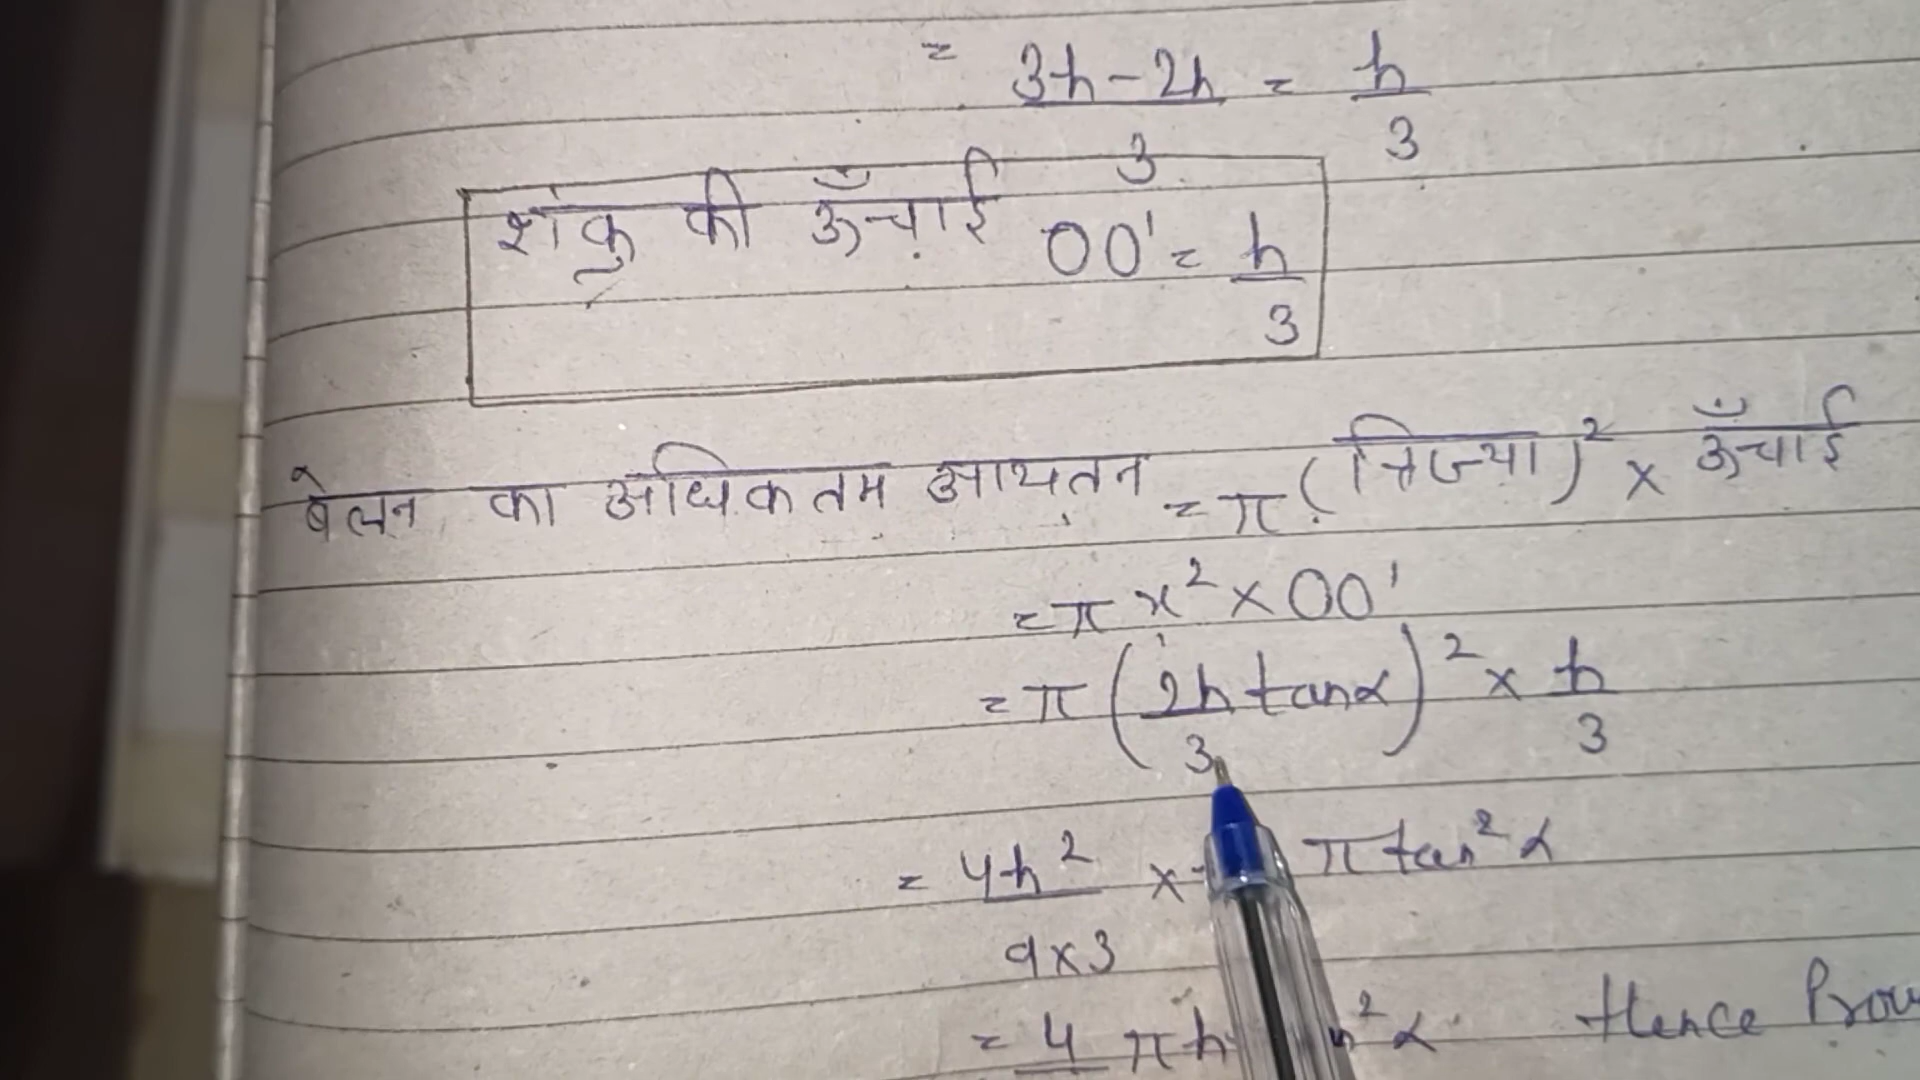 = 3h - 2h / 3 = h / 3
शंकु की ऊँचाई OO' = h / 3
बेलन का अधिकतम आयतन = π (त्रिज्या)² × ऊँचाई
= π x² × OO'
= π (2h tanα / 3)² × h / 3
= 4h² / 9×3 × π tan²α
= 4 πh ²α Hence